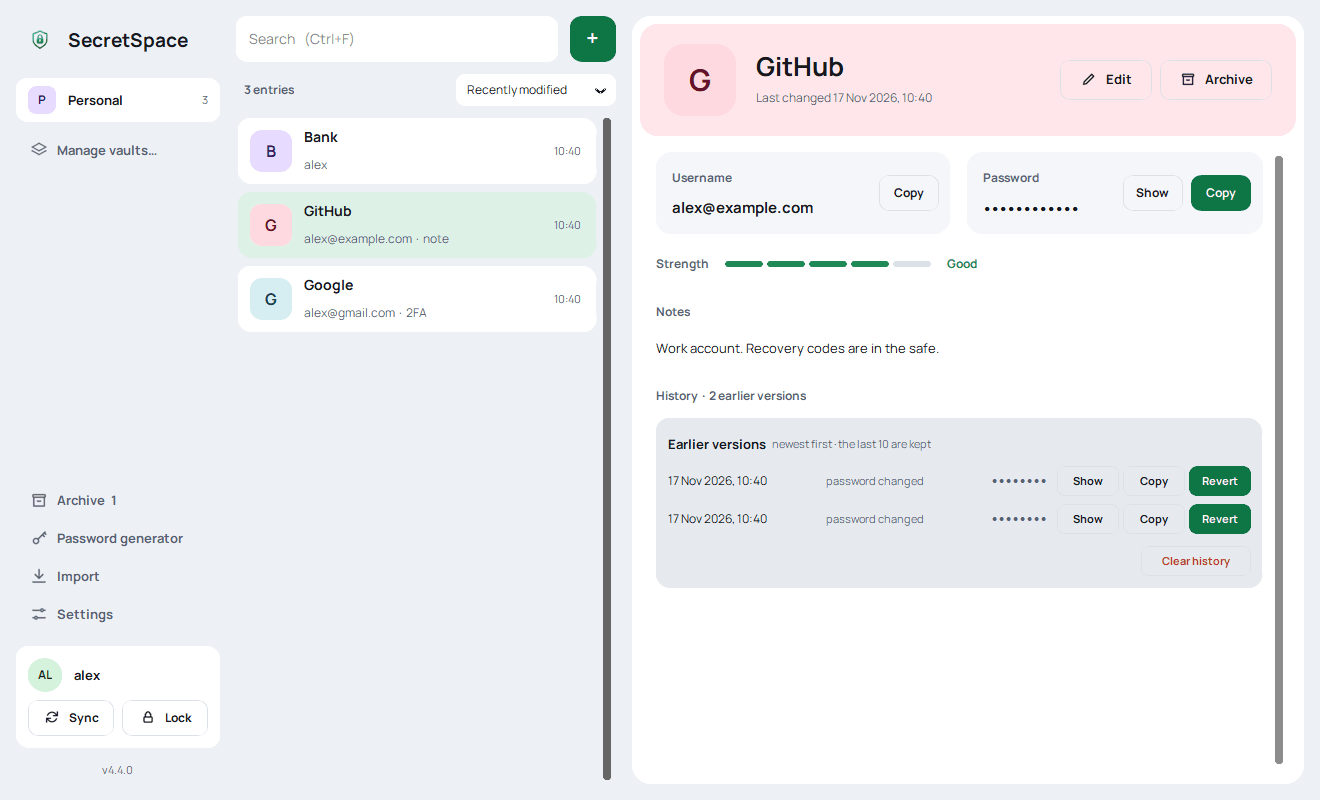 SecretSpace
P Personal 3
Manage vaults...
Archive 1
Password generator
Import
Settings
AL alex
Sync Lock
v4.4.0
Search (Ctrl+F) +
3 entries Recently modified
B Bank 10:40
alex
G GitHub 10:40
alex@example.com · note
G Google 10:40
alex@gmail.com · 2FA
G GitHub
Last changed 17 Nov 2026, 10:40
Edit Archive
Username
alex@example.com
Copy
Password
••••••••••••
Show Copy
Strength Good
Notes
Work account. Recovery codes are in the safe.
History · 2 earlier versions
Earlier versions newest first · the last 10 are kept
17 Nov 2026, 10:40 password changed •••••••• Show Copy Revert
17 Nov 2026, 10:40 password changed •••••••• Show Copy Revert
Clear history